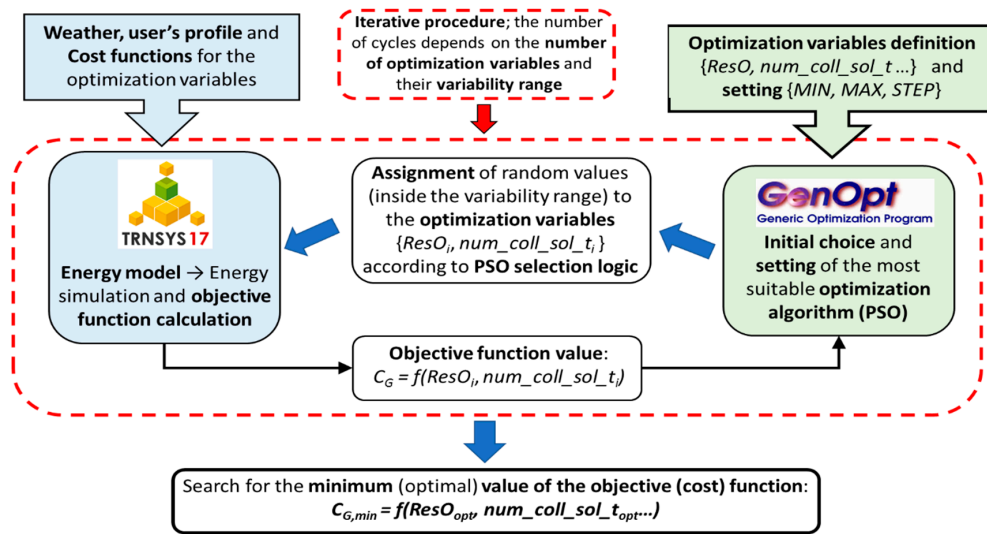 Weather, user's profile and
Cost functions for the
optimization variables
Iterative procedure; the number
of cycles depends on the number
of optimization variables and
their variability range
Optimization variables definition
{ResO, num_coll_sol_t ...} and
setting {MIN, MAX, STEP}
TRNSYS 17
Energy model → Energy
simulation and objective
function calculation
Assignment of random values
(inside the variability range) to
the optimization variables
{ResOi, num_coll_sol_ti }
according to PSO selection logic
GenOpt
Generic Optimization Program
Initial choice and
setting of the most
suitable optimization
algorithm (PSO)
Objective function value:
CG = f(ResOi, num_coll_sol_ti)
Search for the minimum (optimal) value of the objective (cost) function:
CG,min = f(ResOopt, num_coll_sol_topt...)